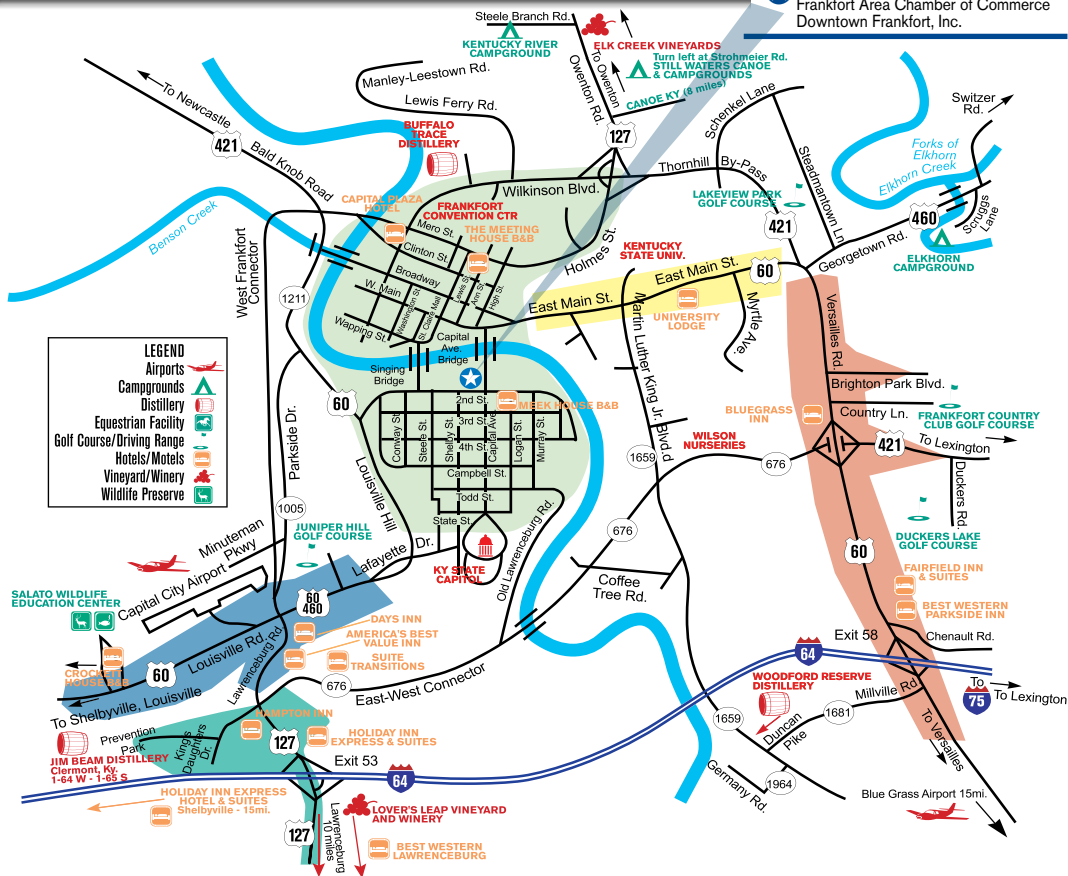 Frankfort Area Chamber of Commerce
Downtown Frankfort, Inc.
Steele Branch Rd.
KENTUCKY RIVER
CAMPGROUND
ELK CREEK VINEYARDS
Turn left at Strohmeier Rd.
STILL WATERS CANOE
& CAMPGROUNDS
CANOE KY (8 miles)
To Owenton
Owenton Rd.
127
Manley-Leestown Rd.
Lewis Ferry Rd.
To Newcastle
421
Bald Knob Road
BUFFALO
TRACE
DISTILLERY
Schenkel Lane
Steadmantown Ln.
Switzer
Rd.
Forks of
Elkhorn
Elkhorn Creek
Thornhill By-Pass
Wilkinson Blvd.
LAKEVIEW PARK
GOLF COURSE
421
460
Scruggs
Lane
Georgetown Rd.
ELKHORN
CAMPGROUND
Benson Creek
CAPITAL PLAZA
HOTEL
FRANKFORT
CONVENTION CTR
THE MEETING
HOUSE B&B
Mero St.
Clinton St.
Broadway
W. Main
Wapping St.
Washington St.
St. Clair Mall
Lewis St.
Ann St.
High St.
Holmes St.
KENTUCKY
STATE UNIV.
East Main St.
60
East Main St.
UNIVERSITY
LODGE
Myrtle Ave.
Martin Luther King Jr. Blvd.d
West Frankfort
Connector
1211
Capital
Ave.
Bridge
Singing
Bridge
LEGEND
Airports
Campgrounds
Distillery
Equestrian Facility
Golf Course/Driving Range
Hotels/Motels
Vineyard/Winery
Wildlife Preserve
60
2nd St.
MEEK HOUSE B&B
3rd St.
4th St.
Campbell St.
Todd St.
State St.
Conway St.
Steele St.
Shelby St.
Capital Ave.
Logan St.
Murray St.
Versailles Rd.
Brighton Park Blvd.
Country Ln.
BLUEGRASS
INN
FRANKFORT COUNTRY
CLUB GOLF COURSE
421
To Lexington
WILSON
NURSERIES
676
1659
Duckers Rd.
DUCKERS LAKE
GOLF COURSE
Parkside Dr.
Louisville Hill
1005
Minuteman
Pkwy
JUNIPER HILL
GOLF COURSE
Lafayette Dr.
KY STATE
CAPITOL
Old Lawrenceburg Rd.
676
Coffee
Tree Rd.
60
FAIRFIELD INN
& SUITES
BEST WESTERN
PARKSIDE INN
Exit 58
Chenault Rd.
Capital City Airport
SALATO WILDLIFE
EDUCATION CENTER
60
460
DAYS INN
AMERICA'S BEST
VALUE INN
SUITE
TRANSITIONS
Louisville Rd.
Lawrenceburg Rd.
CROCKETT
HOUSE B&B
60
To Shelbyville, Louisville
676
East-West Connector
64
WOODFORD RESERVE
DISTILLERY
Millville Rd.
To
75
To Lexington
1659
Duncan
Pike
1681
To Versailles
HAMPTON INN
Prevention
Park
King's
Daughters
Dr.
127
HOLIDAY INN
EXPRESS & SUITES
JIM BEAM DISTILLERY
Clermont, Ky.
1-64 W - 1-65 S
Exit 53
64
Germany Rd.
1964
Blue Grass Airport 15mi.
HOLIDAY INN EXPRESS
HOTEL & SUITES
Shelbyville - 15mi.
127
Lawrenceburg
10 miles
LOVER'S LEAP VINEYARD
AND WINERY
BEST WESTERN
LAWRENCEBURG